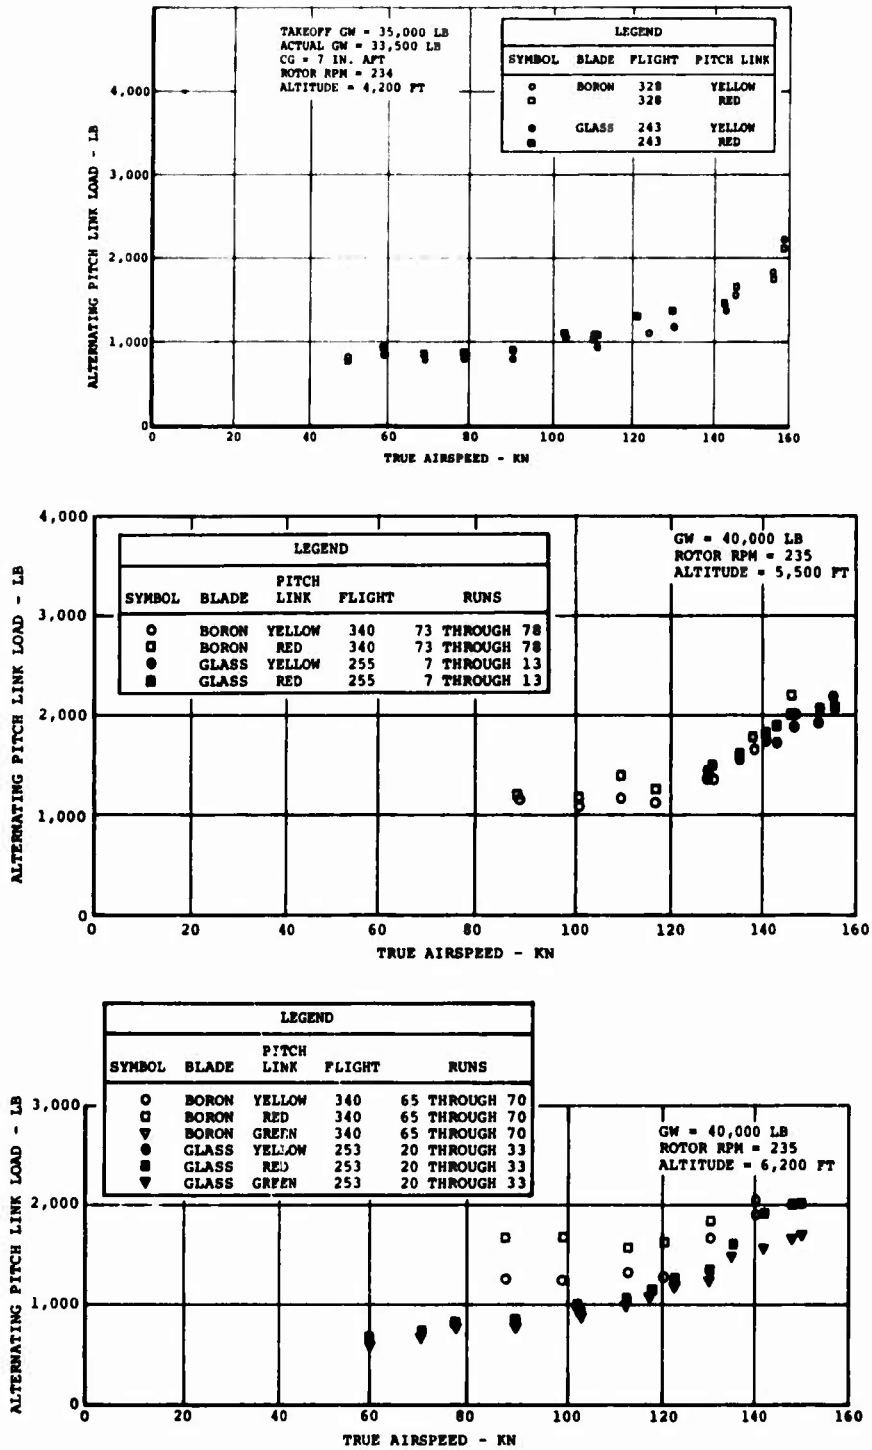 TAKEOFF GW = 35,000 LB
ACTUAL GW = 33,500 LB
CG = 7 IN. AFT
ROTOR RPM = 234
ALTITUDE = 4,200 FT
LEGEND
SYMBOL BLADE FLIGHT PITCH LINK
BORON 328 YELLOW
328 RED
GLASS 243 YELLOW
243 RED
ALTERNATING PITCH LINK LOAD - LB
4,000
3,000
2,000
1,000
0
0 20 40 60 80 100 120 140 160
TRUE AIRSPEED - KN
GW = 40,000 LB
ROTOR RPM = 235
ALTITUDE = 5,500 FT
LEGEND
PITCH
SYMBOL BLADE LINK FLIGHT RUNS
BORON YELLOW 340 73 THROUGH 78
BORON RED 340 73 THROUGH 78
GLASS YELLOW 255 7 THROUGH 13
GLASS RED 255 7 THROUGH 13
ALTERNATING PITCH LINK LOAD - LB
4,000
3,000
2,000
1,000
0
0 20 40 60 80 100 120 140 160
TRUE AIRSPEED - KN
LEGEND
PITCH
SYMBOL BLADE LINK FLIGHT RUNS
BORON YELLOW 340 65 THROUGH 70
BORON RED 340 65 THROUGH 70
BORON GREEN 340 65 THROUGH 70
GLASS YELLOW 253 20 THROUGH 33
GLASS RED 253 20 THROUGH 33
GLASS GREEN 253 20 THROUGH 33
GW = 40,000 LB
ROTOR RPM = 235
ALTITUDE = 6,200 FT
ALTERNATING PITCH LINK LOAD - LB
3,000
2,000
1,000
0
0 20 40 60 80 100 120 140 160
TRUE AIRSPEED - KN